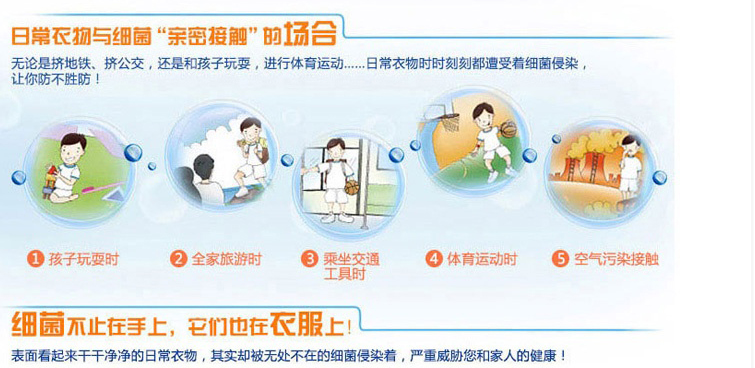 日常衣物与细菌“亲密接触”的场合
无论是挤地铁、挤公交，还是和孩子玩耍，进行体育运动......日常衣物时时刻刻都遭受着细菌侵染，
让你防不胜防！
1 孩子玩耍时
2 全家旅游时
3 乘坐交通
工具时
4 体育运动时
5 空气污染接触
细菌不止在手上，它们也在衣服上！
表面看起来干干净净的日常衣物，其实却被无处不在的细菌侵染着，严重威胁您和家人的健康！